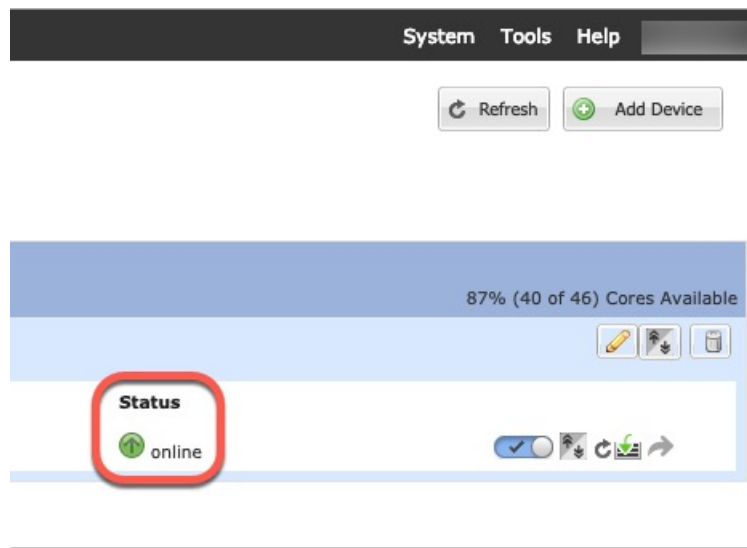 System Tools Help
Refresh Add Device
87% (40 of 46) Cores Available
Status
online